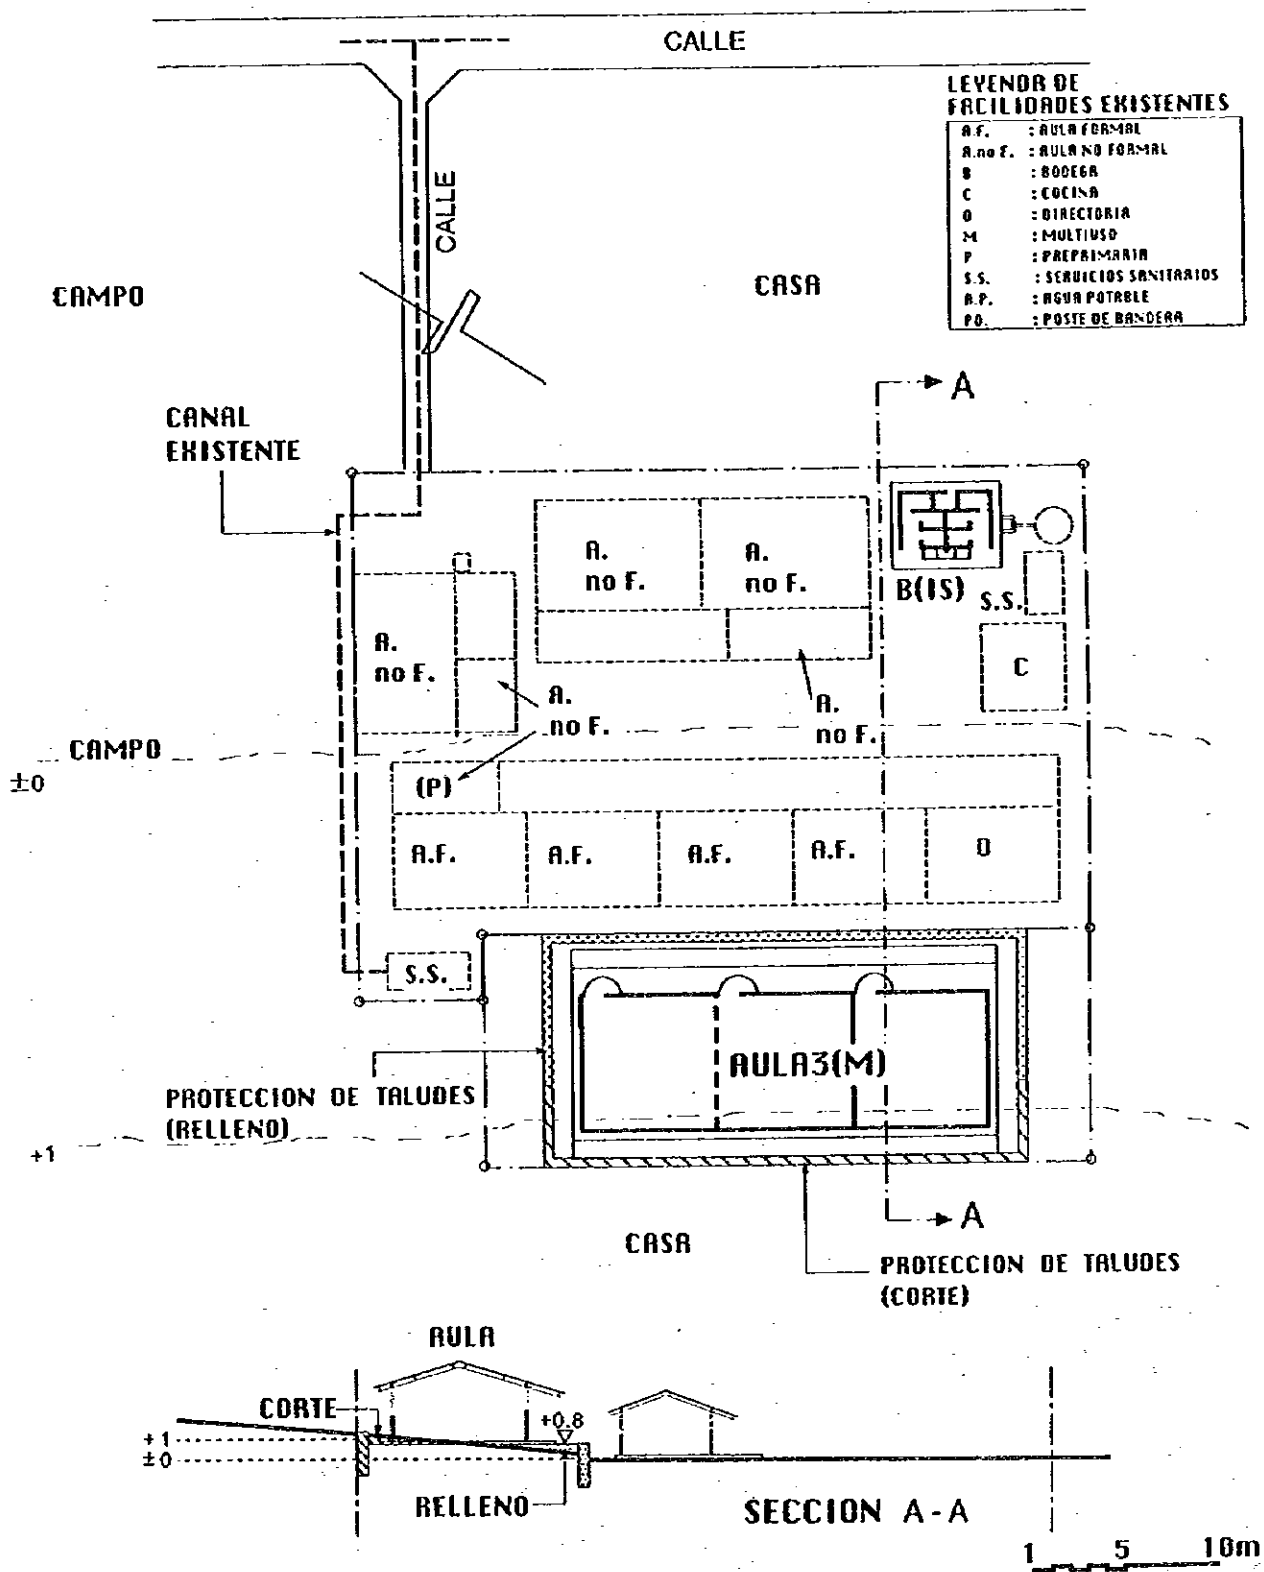 CALLE
LEYENDA DE
FACILIDADES EXISTENTES
A.F. : AULA FORMAL
A.no F. : AULA NO FORMAL
B : BODEGA
C : COCINA
D : DIRECTORIA
M : MULTIUSO
P : PREPRIMARIA
S.S. : SERVICIOS SANITARIOS
A.P. : AGUA POTABLE
PO. : POSTE DE BANDERA
CALLE
CAMPO
CASA
A
CANAL
EXISTENTE
A.
no F.
A.
no F.
B(IS)
S.S.
A.
no F.
C
A.
no F.
A.
no F.
CAMPO
±0
(P)
A.F.
A.F.
A.F.
A.F.
D
S.S.
AULA3(M)
PROTECCION DE TALUDES
(RELLENO)
+1
A
CASA
PROTECCION DE TALUDES
(CORTE)
AULA
CORTE
+0.8
+1
±0
RELLENO
SECCION A-A
1 5 10m